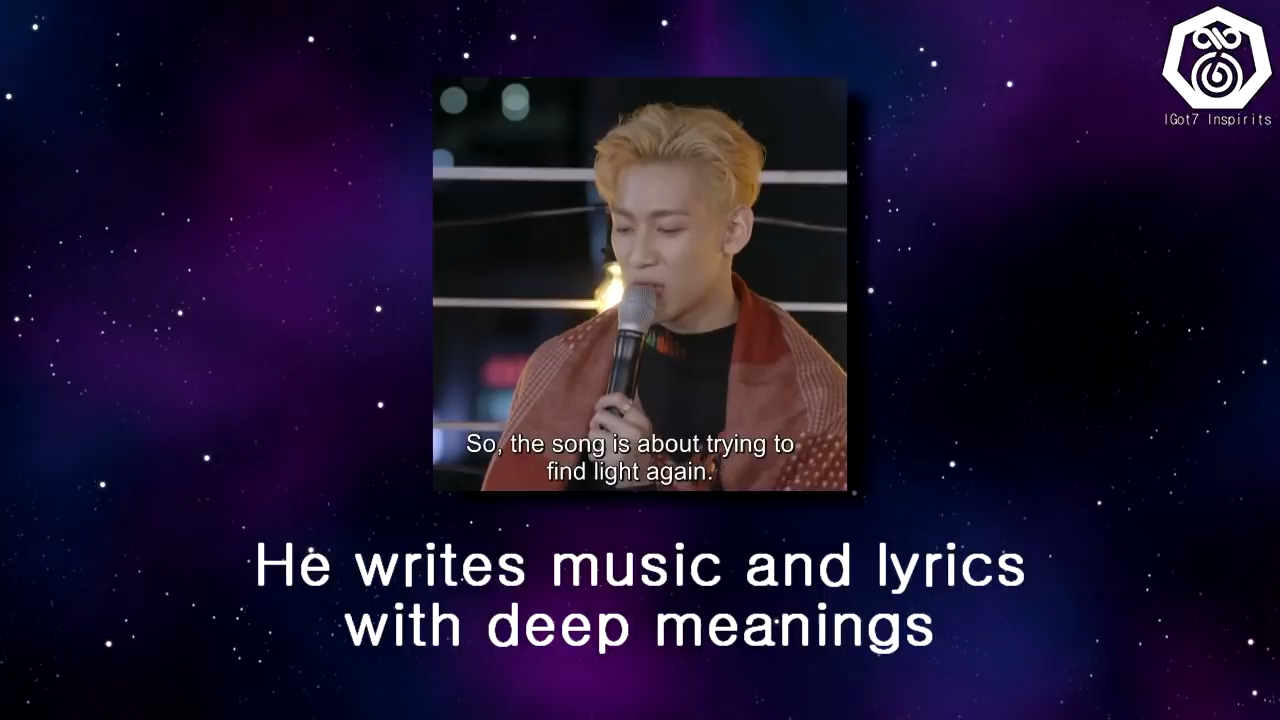 IGot7 Inspirits
So, the song is about trying to
find light again.
He writes music and lyrics
with deep meanings